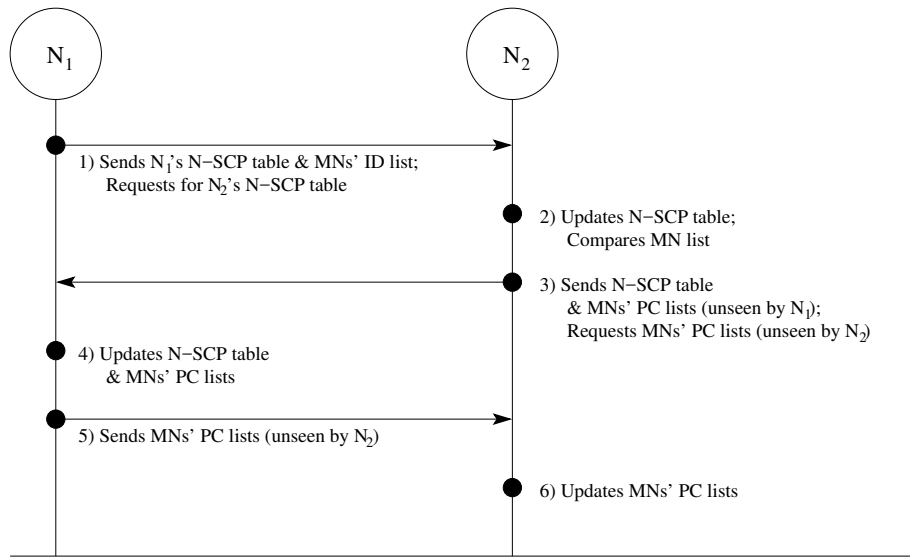 N1 N2
1) Sends N1's N−SCP table & MNs' ID list;
Requests for N2's N−SCP table
2) Updates N−SCP table;
Compares MN list
3) Sends N−SCP table
& MNs' PC lists (unseen by N1);
Requests MNs' PC lists (unseen by N2)
4) Updates N−SCP table
& MNs' PC lists
5) Sends MNs' PC lists (unseen by N2)
6) Updates MNs' PC lists